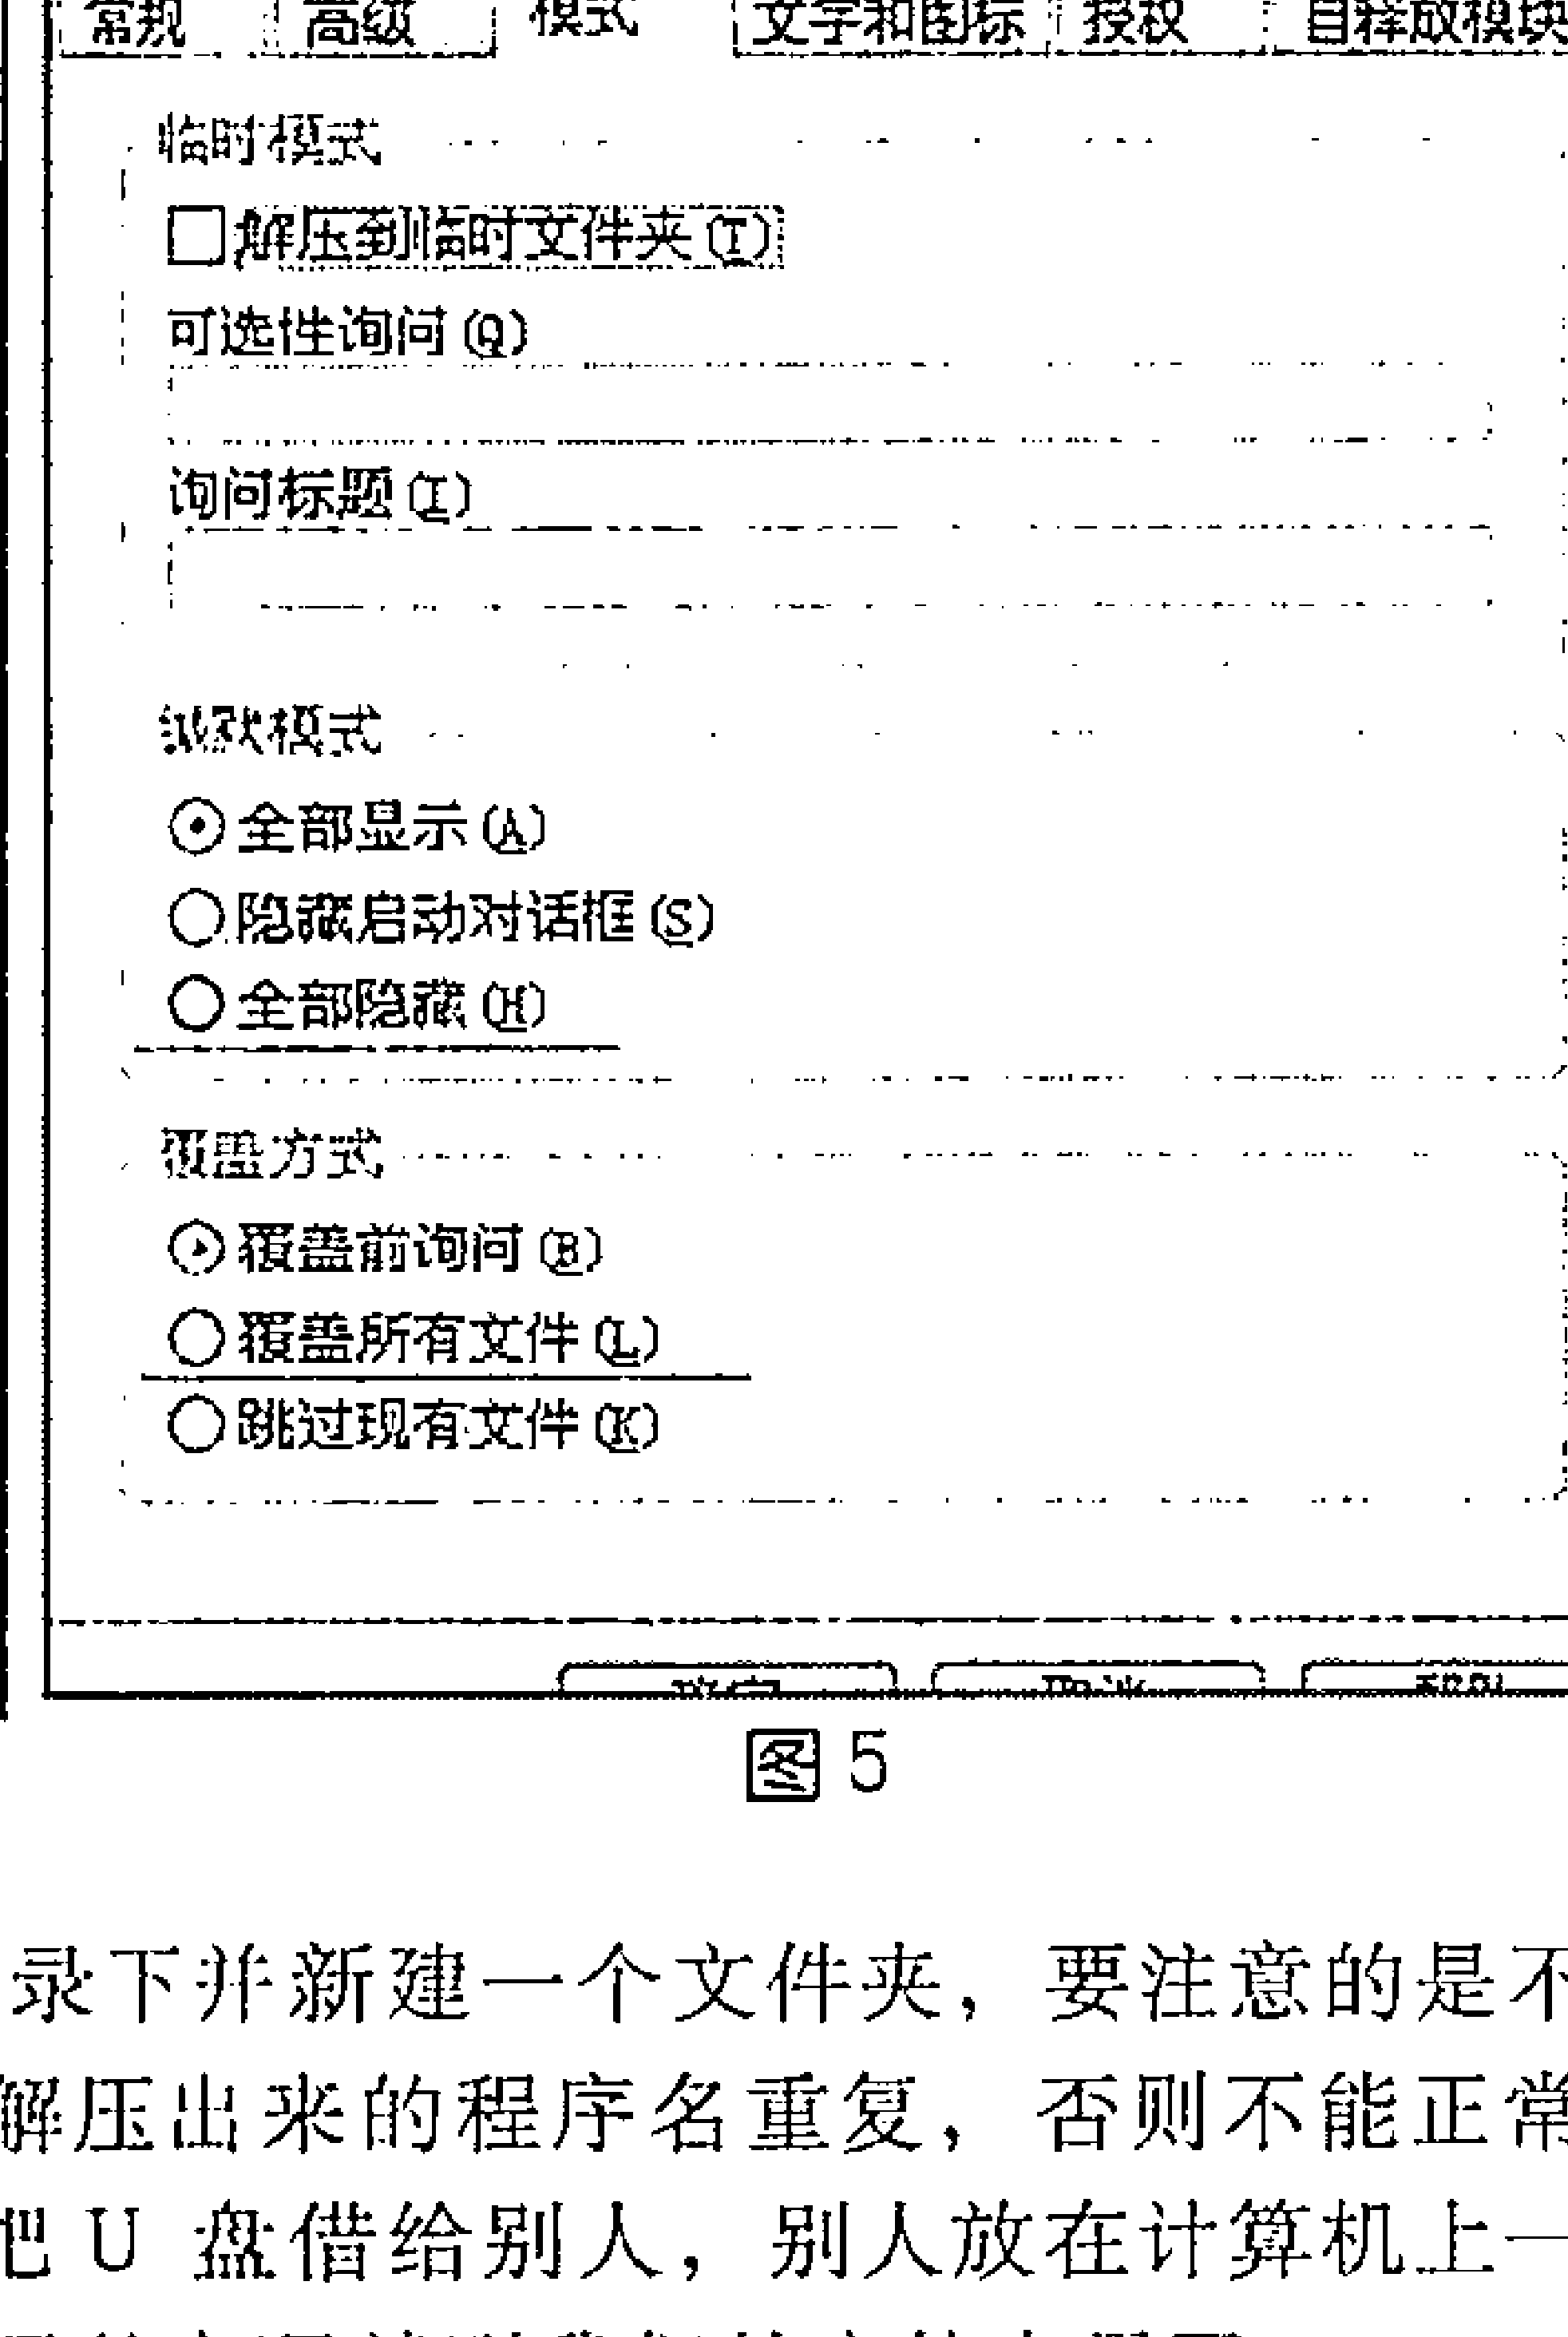 常规 高级 模式 文字和图标 授权 自释放模块
临时模式
解压到临时文件夹(T)
可选性询问(Q)
询问标题(I)
缄默模式
全部显示(A)
隐藏启动对话框(S)
全部隐藏(H)
覆盖方式
覆盖前询问(B)
覆盖所有文件(L)
跳过现有文件(K)
图 5
录下并新建一个文件夹，要注意的是不
解压出来的程序名重复，否则不能正常
把 U 盘借给别人，别人放在计算机上一